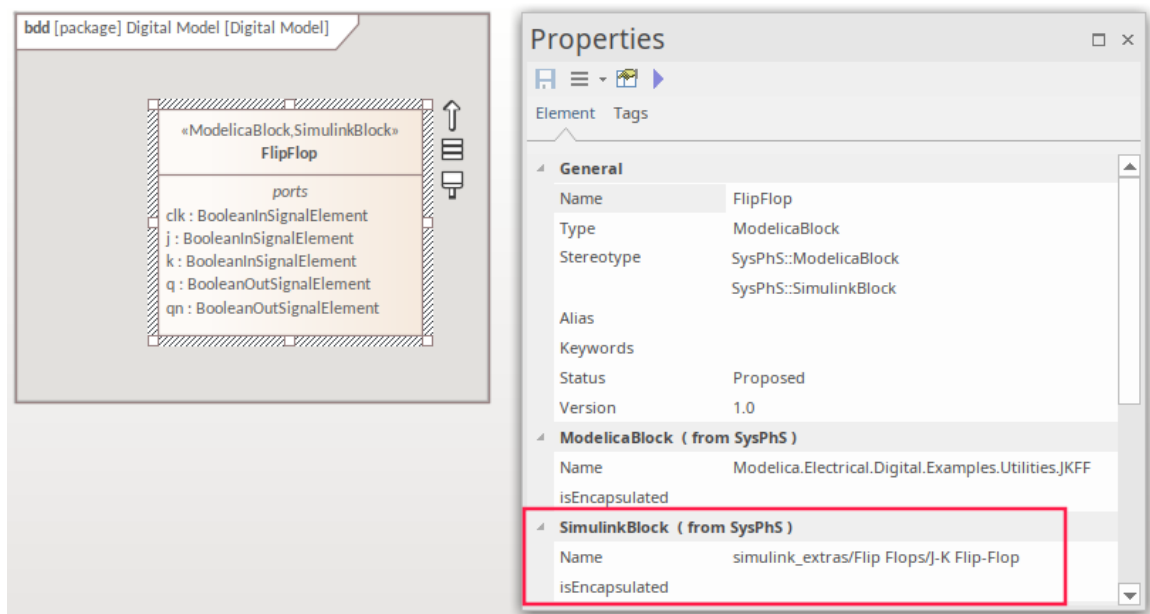 bdd [package] Digital Model [Digital Model]
«ModelicaBlock,SimulinkBlock»
FlipFlop
ports
clk : BooleanInSignalElement
j : BooleanInSignalElement
k : BooleanInSignalElement
q : BooleanOutSignalElement
qn : BooleanOutSignalElement
Properties
Element Tags
General
Name FlipFlop
Type ModelicaBlock
Stereotype SysPhS::ModelicaBlock
SysPhS::SimulinkBlock
Alias
Keywords
Status Proposed
Version 1.0
ModelicaBlock ( from SysPhS )
Name Modelica.Electrical.Digital.Examples.Utilities.JKFF
isEncapsulated
SimulinkBlock ( from SysPhS )
Name simulink_extras/Flip Flops/J-K Flip-Flop
isEncapsulated